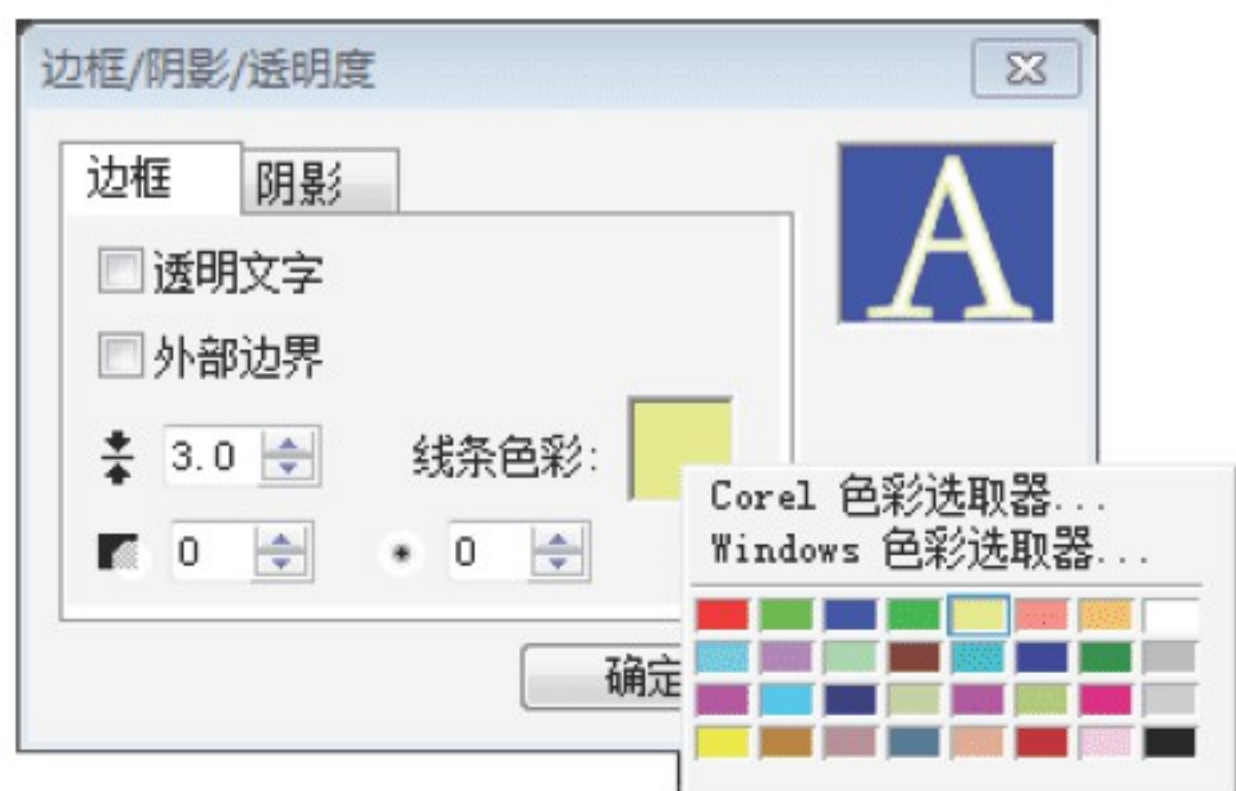 边框/阴影/透明度
边框 阴影
A
透明文字
外部边界
3.0 线条色彩:
0 0
确定
Corel 色彩选取器...
Windows 色彩选取器...